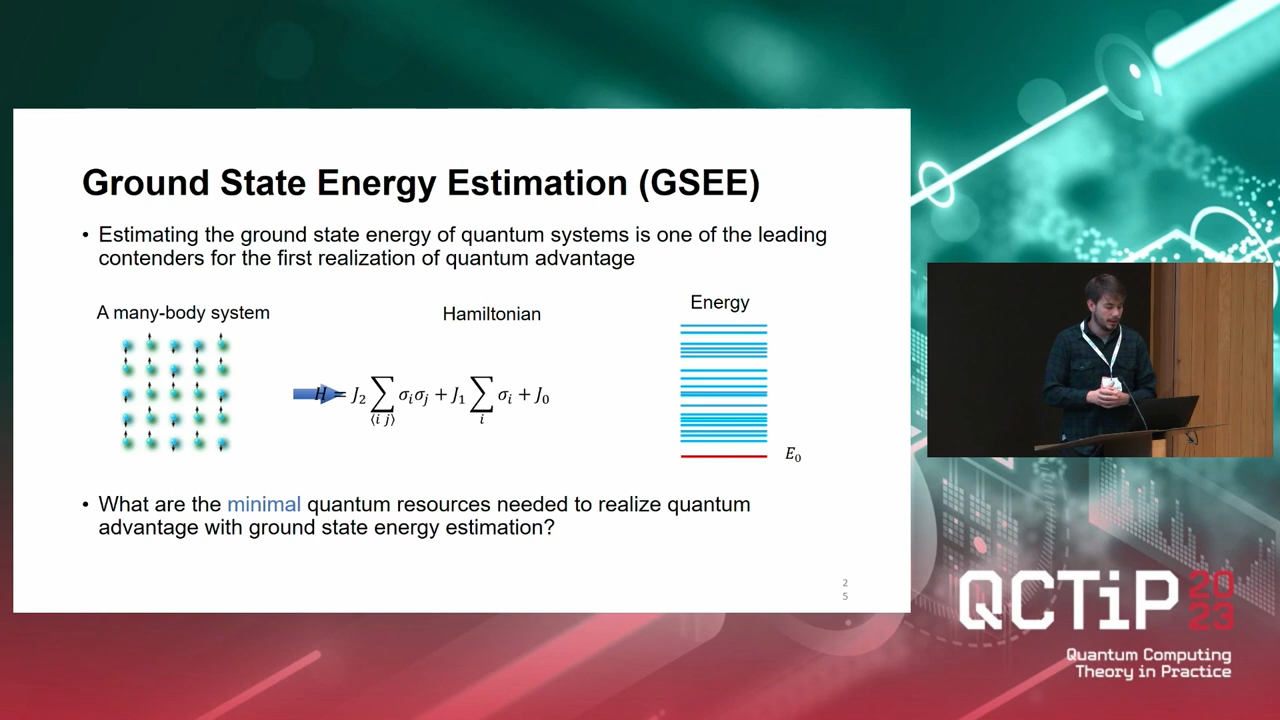 Ground State Energy Estimation (GSEE)
• Estimating the ground state energy of quantum systems is one of the leading
contenders for the first realization of quantum advantage
A many-body system
Hamiltonian
Energy
H = J₂ ∑⟨i j⟩ σᵢσⱼ + J₁ ∑ᵢ σᵢ + J₀
E₀
• What are the minimal quantum resources needed to realize quantum
advantage with ground state energy estimation?
2
5
QCTiP 20
23
Quantum Computing
Theory in Practice